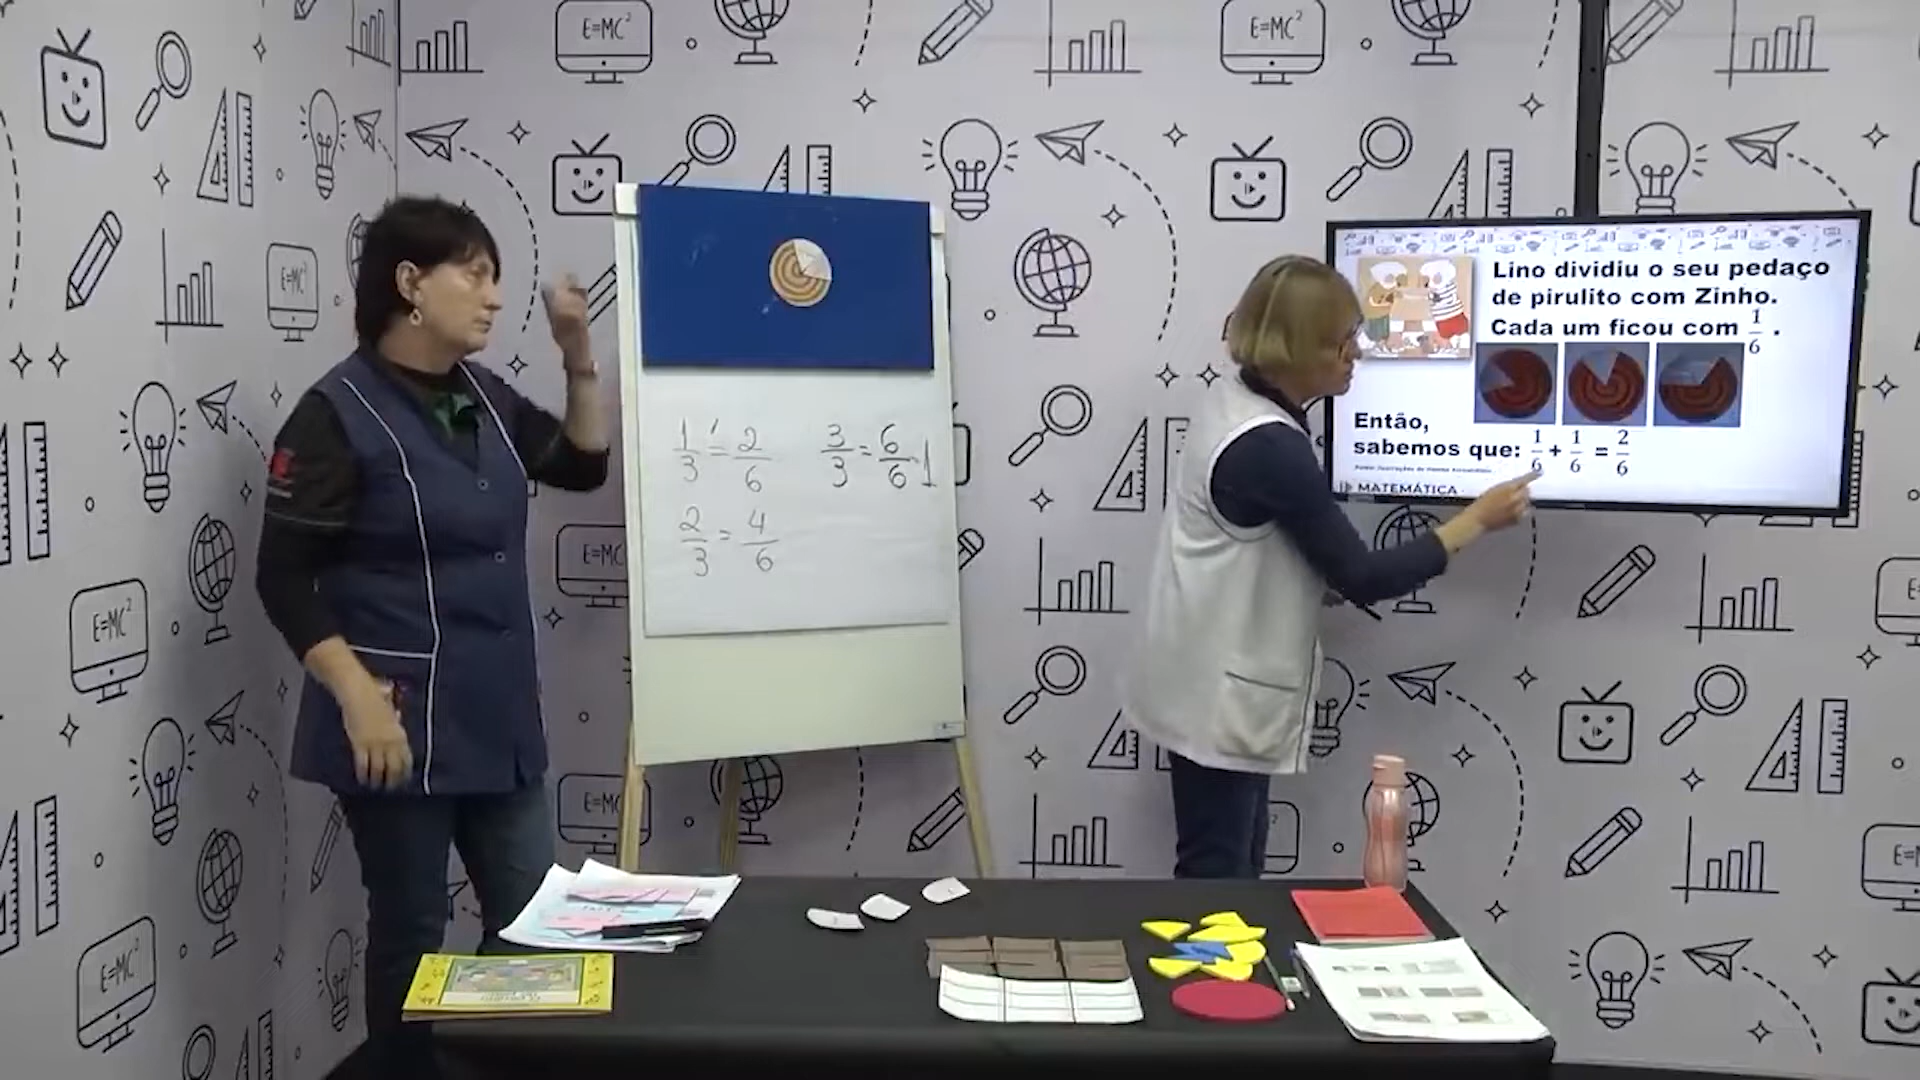 1/3 = 2/6
3/3 = 6/6 = 1
2/3 = 4/6
Lino dividiu o seu pedaço
de pirulito com Zinho.
Cada um ficou com 1/6 .
Então,
sabemos que: 1/6 + 1/6 = 2/6
MATEMÁTICA
E=MC²
E=MC²
E=MC²
E=MC²
E=MC²
E=MC²